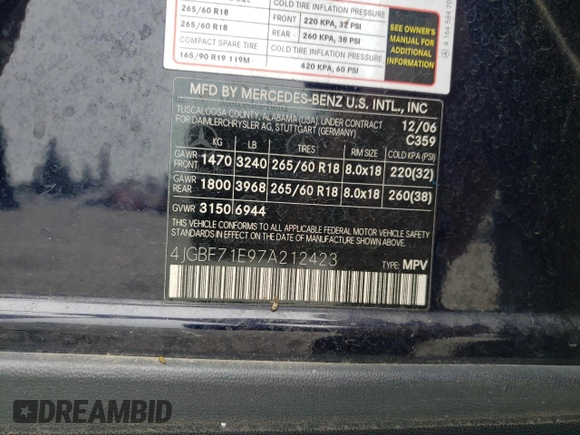 COLD TIRE INFLATION PRESSURE
265/60 R18 FRONT 220 KPA, 32 PSI
265/60 R18 REAR 260 KPA, 38 PSI
COMPACT SPARE TIRE COLD TIRE INFLATION PRESSURE
165/90 R19 119M 420 KPA, 60 PSI
SEE OWNER'S
MANUAL FOR
ADDITIONAL
INFORMATION
A 164 584
MFD BY MERCEDES-BENZ U.S. INTL., INC
TUSCALOOSA COUNTY, ALABAMA (USA), UNDER CONTRACT
FOR DAIMLERCHRYSLER AG, STUTTGART (GERMANY)
12/06
C359
KG LB TIRES RIM SIZE COLD KPA (PSI)
GAWR FRONT 1470 3240 265/60 R18 8.0x18 220(32)
GAWR REAR 1800 3968 265/60 R18 8.0x18 260(38)
GVWR 3150 6944
THIS VEHICLE CONFORMS TO ALL APPLICABLE FEDERAL MOTOR VEHICLE SAFETY
STANDARDS IN EFFECT ON THE DATE OF MANUFACTURE SHOWN ABOVE.
4JGBF71E97A212423
TYPE: MPV
DREAMBID